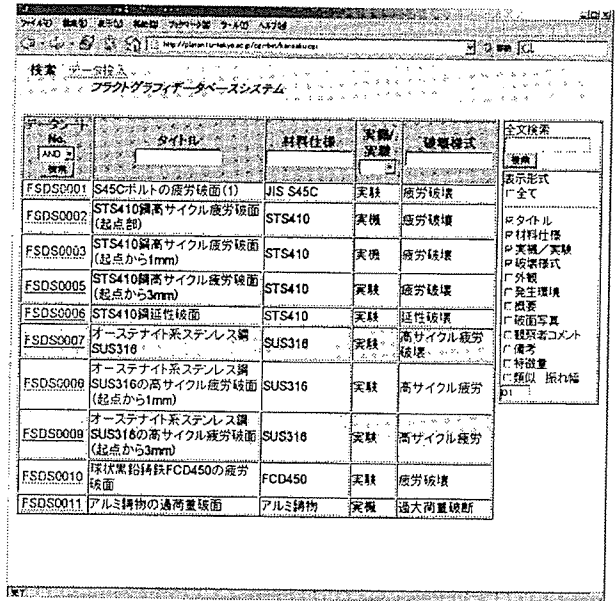 検索 データ投入
フラクトグラフィデータベースシステム
データシートNo. タイトル 材料仕様 実機/実験 破壊様式
AND
検索
FSDS0001 S45Cボルトの疲労破面(1) JIS S45C 実験 疲労破壊
FSDS0002 STS410鋼高サイクル疲労破面(起点部) STS410 実機 疲労破壊
FSDS0003 STS410鋼高サイクル疲労破面(起点から1mm) STS410 実機 疲労破壊
FSDS0005 STS410鋼高サイクル疲労破面(起点から3mm) STS410 実験 疲労破壊
FSDS0006 STS410鋼延性破面 STS410 実験 延性破壊
FSDS0007 オーステナイト系ステンレス鋼SUS316 SUS316 実験 高サイクル疲労破壊
FSDS0008 オーステナイト系ステンレス鋼SUS316の高サイクル疲労破面(起点から1mm) SUS316 実験 高サイクル疲労
FSDS0009 オーステナイト系ステンレス鋼SUS316の高サイクル疲労破面(起点から3mm) SUS316 実験 高サイクル疲労
FSDS0010 球状黒鉛鋳鉄FCD450の疲労破面 FCD450 実験 疲労破壊
FSDS0011 アルミ鋳物の過荷重破面 アルミ鋳物 実機 過大荷重破断
全文検索
検索
表示形式
全て
タイトル
材料仕様
実機/実験
破壊様式
外観
発生環境
概要
破面写真
観察者コメント
備考
特徴量
類似 振れ幅
完了